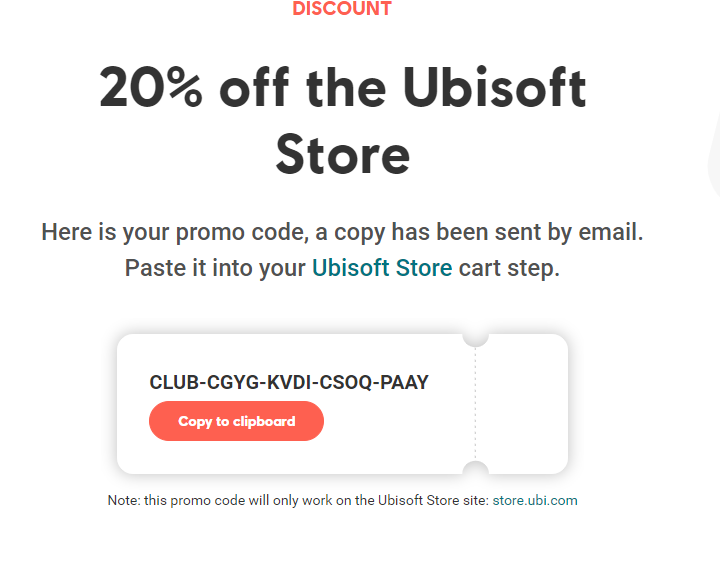 DISCOUNT
20% off the Ubisoft
Store
Here is your promo code, a copy has been sent by email.
Paste it into your Ubisoft Store cart step.
CLUB-CGYG-KVDI-CSOQ-PAAY
Copy to clipboard
Note: this promo code will only work on the Ubisoft Store site: store.ubi.com